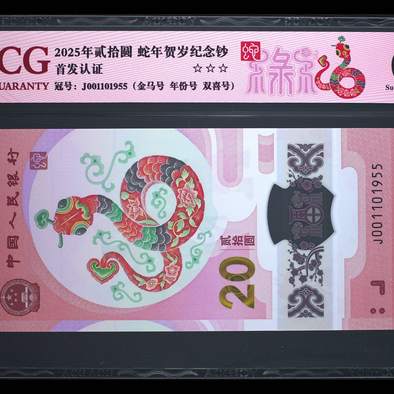 CG
UARANTY
2025年贰拾圆 蛇年贺岁纪念钞
首发认证
☆☆☆
冠号：J001101955（金马号 年份号 双喜号）
Su
中国人民银行
贰拾圆
20
J001101955